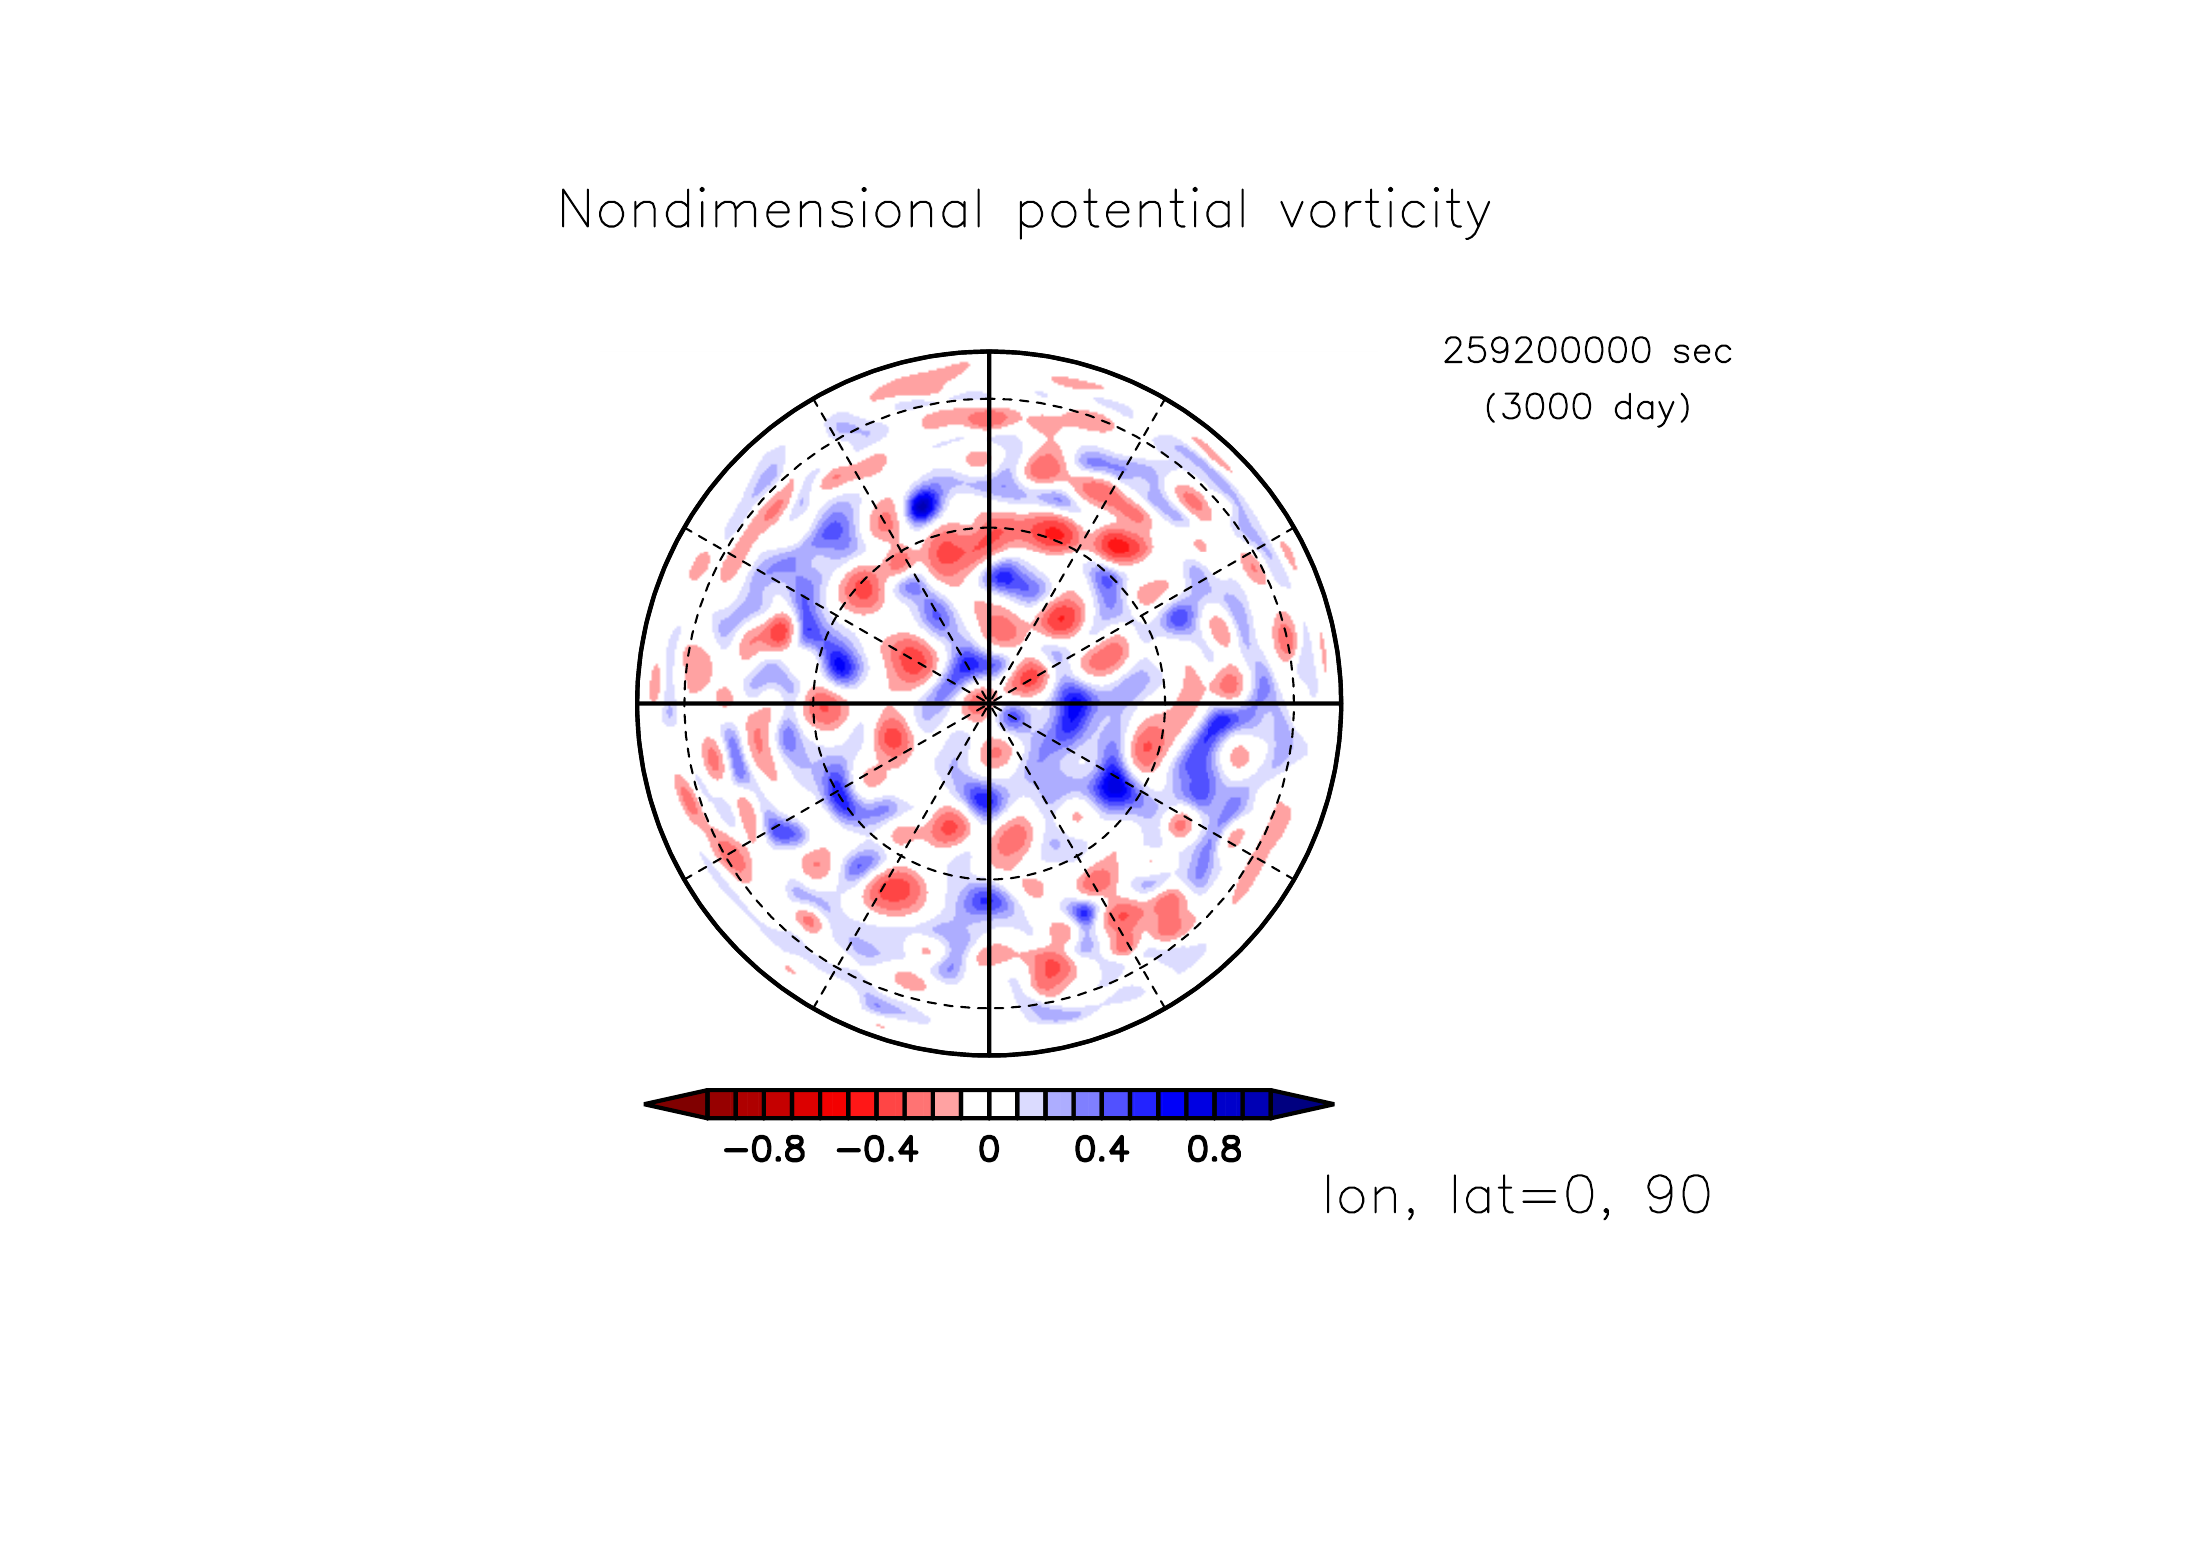 Nondimensional potential vorticity
259200000 sec
(3000 day)
−0.8 −0.4 0 0.4 0.8
lon, lat=0, 90